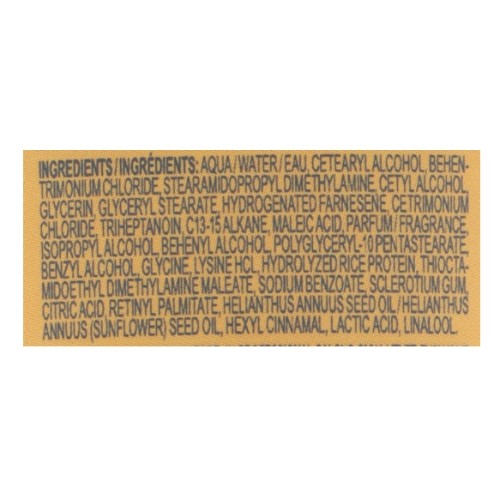 INGREDIENTS/INGRÉDIENTS: AQUA/WATER/EAU, CETEARYL ALCOHOL, BEHEN-
TRIMONIUM CHLORIDE, STEARAMIDOPROPYL DIMETHYLAMINE, CETYL ALCOHOL,
GLYCERIN, GLYCERYL STEARATE, HYDROGENATED FARNESENE, CETRIMONIUM
CHLORIDE, TRIHEPTANOIN, C13-15 ALKANE, MALEIC ACID, PARFUM/FRAGRANCE,
ISOPROPYL ALCOHOL, BEHENYL ALCOHOL, POLYGLYCERYL-10 PENTASTEARATE,
BENZYL ALCOHOL, GLYCINE, LYSINE HCL, HYDROLYZED RICE PROTEIN, THIOCTA-
MIDOETHYL DIMETHYLAMINE MALEATE, SODIUM BENZOATE, SCLEROTIUM GUM,
CITRIC ACID, RETINYL PALMITATE, HELIANTHUS ANNUUS SEED OIL/HELIANTHUS
ANNUUS (SUNFLOWER) SEED OIL, HEXYL CINNAMAL, LACTIC ACID, LINALOOL.